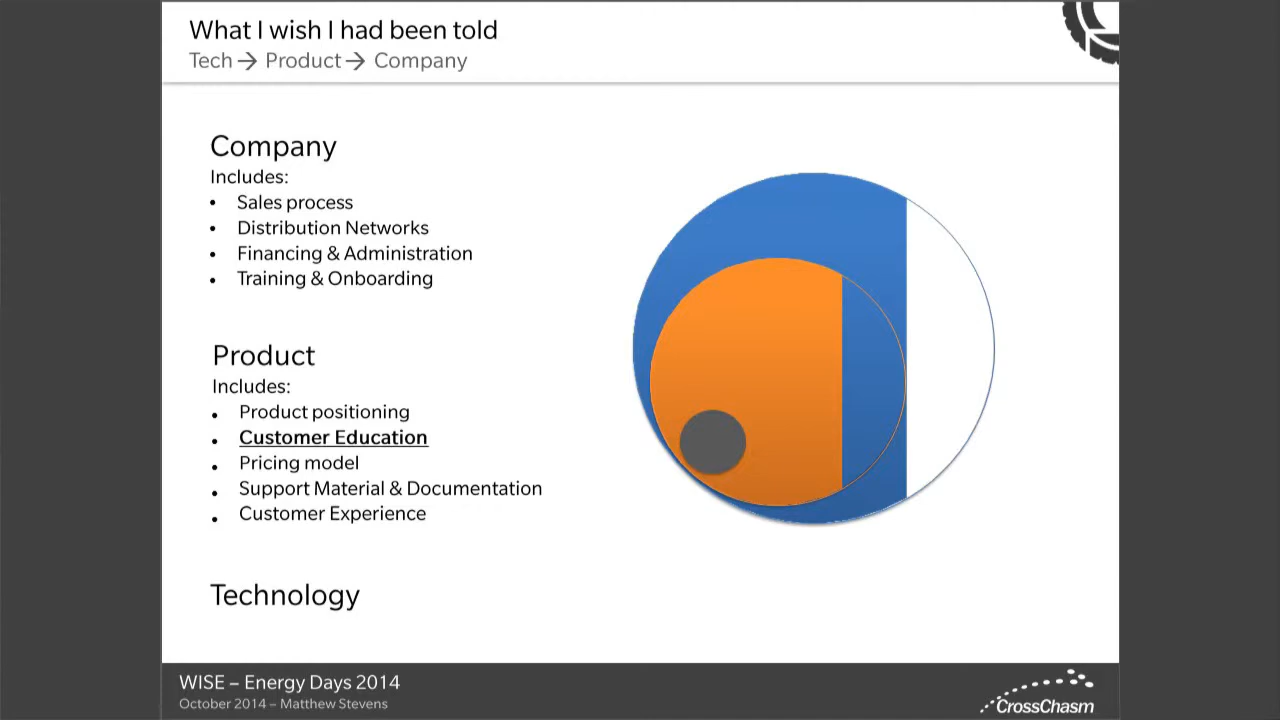 What I wish I had been told
Tech → Product → Company
Company
Includes:
• Sales process
• Distribution Networks
• Financing & Administration
• Training & Onboarding
Product
Includes:
• Product positioning
• Customer Education
• Pricing model
• Support Material & Documentation
• Customer Experience
Technology
WISE – Energy Days 2014
October 2014 – Matthew Stevens
CrossChasm